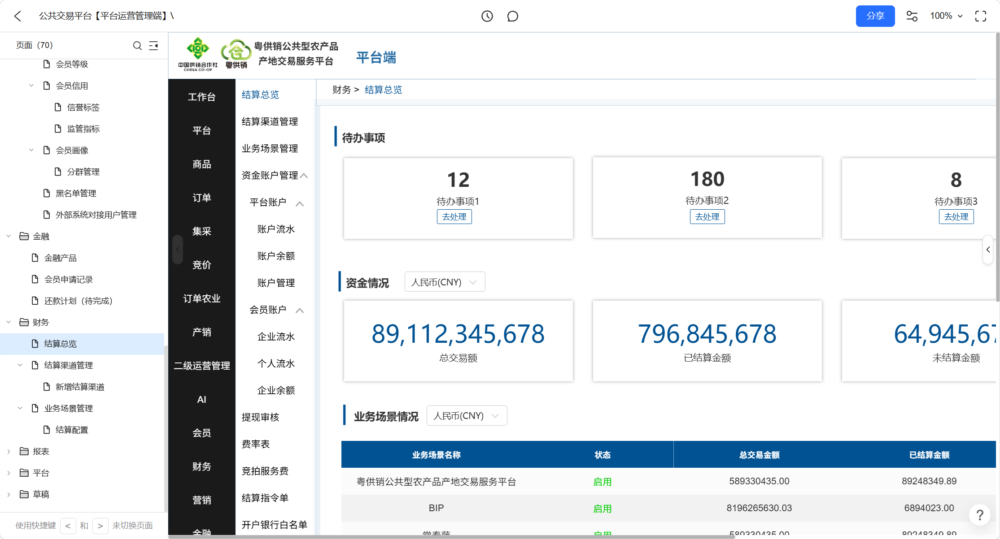 公共交易平台【平台运营管理端】\
分享
100%
页面（70）
会员等级
会员信用
信誉标签
监管指标
会员画像
分群管理
黑名单管理
外部系统对接用户管理
金融
金融产品
会员申请记录
还款计划（待完成）
财务
结算总览
结算渠道管理
新增结算渠道
业务场景管理
结算配置
报表
平台
草稿
使用快捷键 < 和 > 来切换页面
中国供销合作社
CHINA CO-OP
粤供销
粤供销公共型农产品
产地交易服务平台
平台端
工作台
平台
商品
订单
集采
竞价
订单农业
产销
二级运营管理
AI
会员
财务
营销
金融
结算总览
结算渠道管理
业务场景管理
资金账户管理
平台账户
账户流水
账户余额
账户管理
会员账户
企业流水
个人流水
企业余额
提现审核
费率表
竞拍服务费
结算指令单
开户银行白名单
财务 > 结算总览
待办事项
12
待办事项1
去处理
180
待办事项2
去处理
8
待办事项3
去处理
资金情况 人民币(CNY)
89,112,345,678
总交易额
796,845,678
已结算金额
64,945,67
未结算金额
业务场景情况 人民币(CNY)
业务场景名称 状态 总交易金额 已结算金额
粤供销公共型农产品产地交易服务平台 启用 589330435.00 89248349.89
BIP 启用 8196265630.03 6894023.00
启用 589330435.00 89248349.89
?